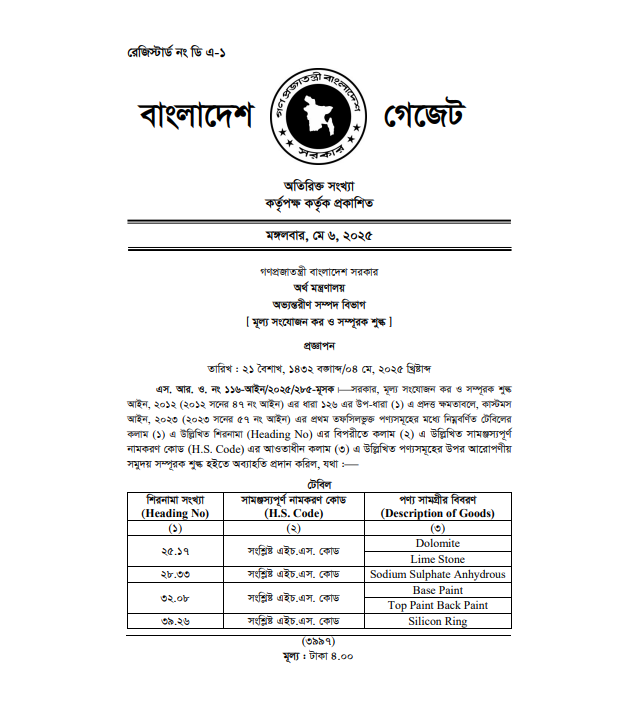 রেজিস্টার্ড নং ডি এ-১
বাংলাদেশ গেজেট
গণপ্রজাতন্ত্রী বাংলাদেশ
সরকার
অতিরিক্ত সংখ্যা
কর্তৃপক্ষ কর্তৃক প্রকাশিত
মঙ্গলবার, মে ৬, ২০২৫
গণপ্রজাতন্ত্রী বাংলাদেশ সরকার
অর্থ মন্ত্রণালয়
অভ্যন্তরীণ সম্পদ বিভাগ
[ মূল্য সংযোজন কর ও সম্পূরক শুল্ক ]
প্রজ্ঞাপন
তারিখ : ২১ বৈশাখ, ১৪৩২ বঙ্গাব্দ/০৪ মে, ২০২৫ খ্রিষ্টাব্দ
এস. আর. ও. নং ১১৬-আইন/২০২৫/২৮৫-মূসক।—সরকার, মূল্য সংযোজন কর ও সম্পূরক শুল্ক
আইন, ২০১২ (২০১২ সনের ৪৭ নং আইন) এর ধারা ১২৬ এর উপ-ধারা (১) এ প্রদত্ত ক্ষমতাবলে, কাস্টমস
আইন, ২০২৩ (২০২৩ সনের ৫৭ নং আইন) এর প্রথম তফসিলভুক্ত পণ্যসমূহের মধ্যে নিম্নবর্ণিত টেবিলের
কলাম (১) এ উল্লিখিত শিরনামা (Heading No) এর বিপরীতে কলাম (২) এ উল্লিখিত সামঞ্জস্যপূর্ণ
নামকরণ কোড (H.S. Code) এর আওতাধীন কলাম (৩) এ উল্লিখিত পণ্যসমূহের উপর আরোপণীয়
সমুদয় সম্পূরক শুল্ক হইতে অব্যাহতি প্রদান করিল, যথা :—
টেবিল
শিরনামা সংখ্যা সামঞ্জস্যপূর্ণ নামকরণ কোড পণ্য সামগ্রীর বিবরণ
(Heading No) (H.S. Code) (Description of Goods)
(১) (২) (৩)
২৫.১৭ সংশ্লিষ্ট এইচ.এস. কোড Dolomite
Lime Stone
২৮.৩৩ সংশ্লিষ্ট এইচ.এস. কোড Sodium Sulphate Anhydrous
৩২.০৮ সংশ্লিষ্ট এইচ.এস. কোড Base Paint
Top Paint Back Paint
৩৯.২৬ সংশ্লিষ্ট এইচ.এস. কোড Silicon Ring
(৩৯৯৭)
মূল্য : টাকা ৪.০০